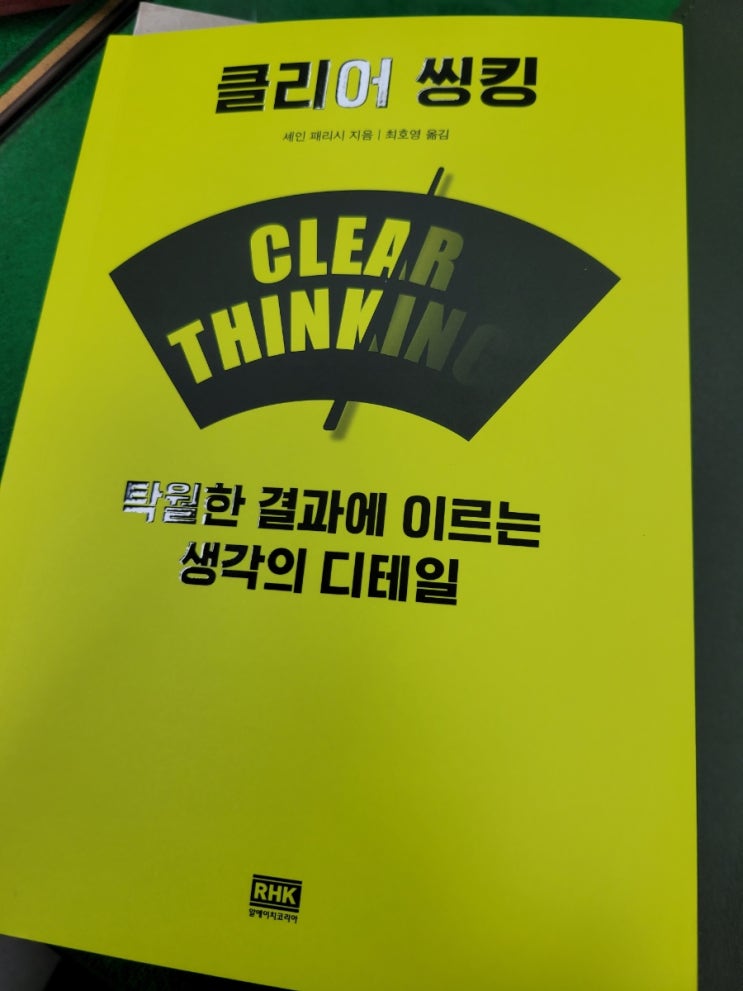 클리어 씽킹
셰인 패리시 지음 | 최호영 옮김
CLEAR
THINKING
탁월한 결과에 이르는
생각의 디테일
RHK
알에이치코리아